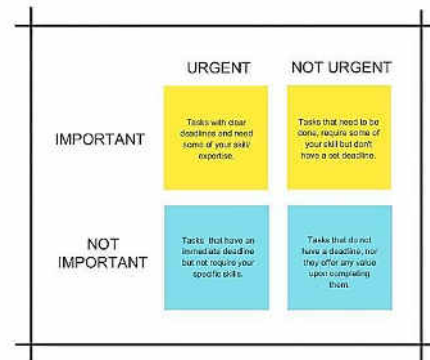 URGENT
NOT URGENT
IMPORTANT
Tasks with clear
deadlines and need
some of your skill/
expertise.
Tasks that need to be
done, require some of
your skill but don't
have a set deadline.
NOT
IMPORTANT
Tasks that have an
immediate deadline
but not require your
specific skills.
Tasks that do not
have a deadline, nor
they offer any value
upon completing
them.